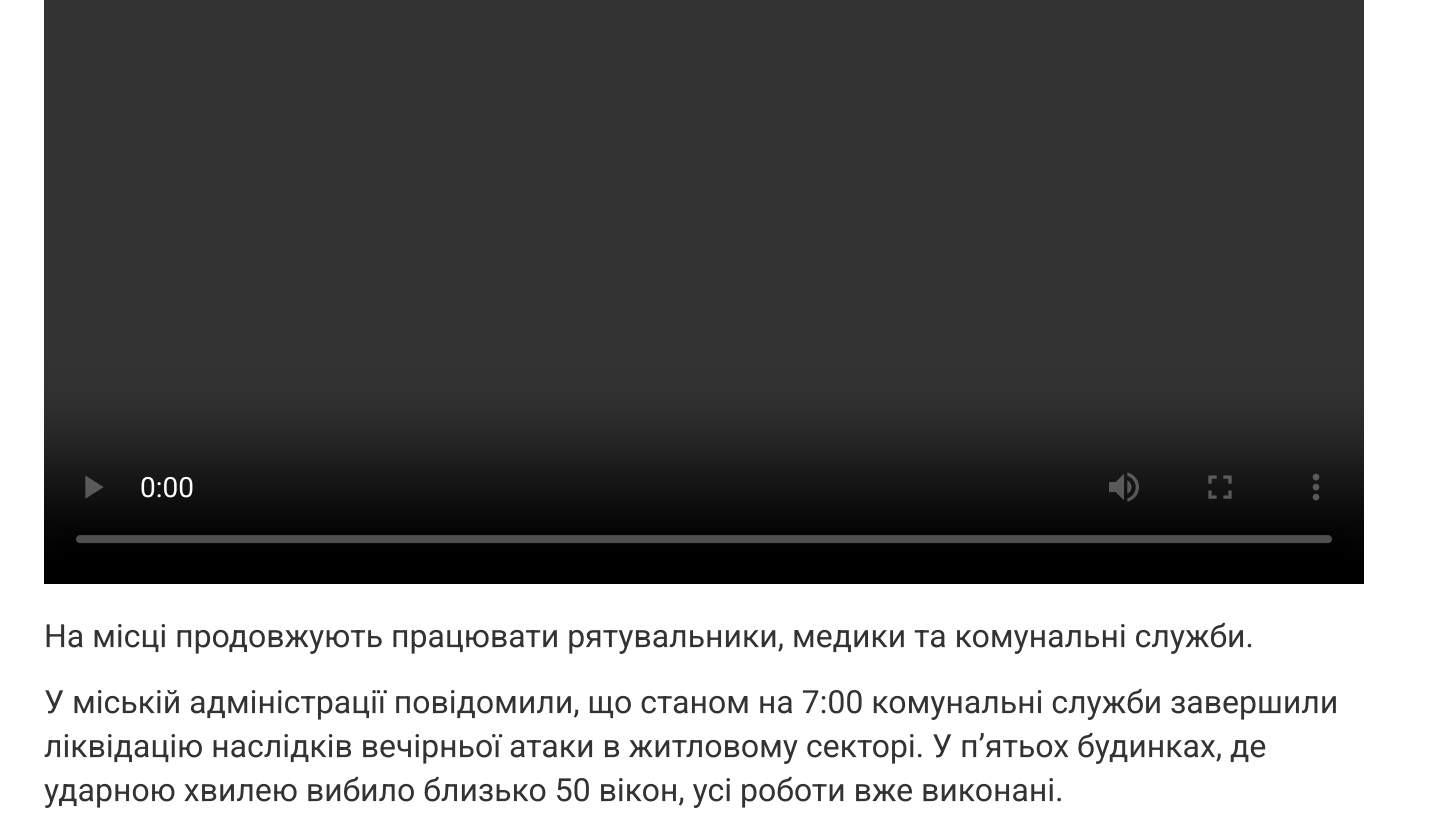 0:00
На місці продовжують працювати рятувальники, медики та комунальні служби.
У міській адміністрації повідомили, що станом на 7:00 комунальні служби завершили
ліквідацію наслідків вечірньої атаки в житловому секторі. У п’ятьох будинках, де
ударною хвилею вибило близько 50 вікон, усі роботи вже виконані.